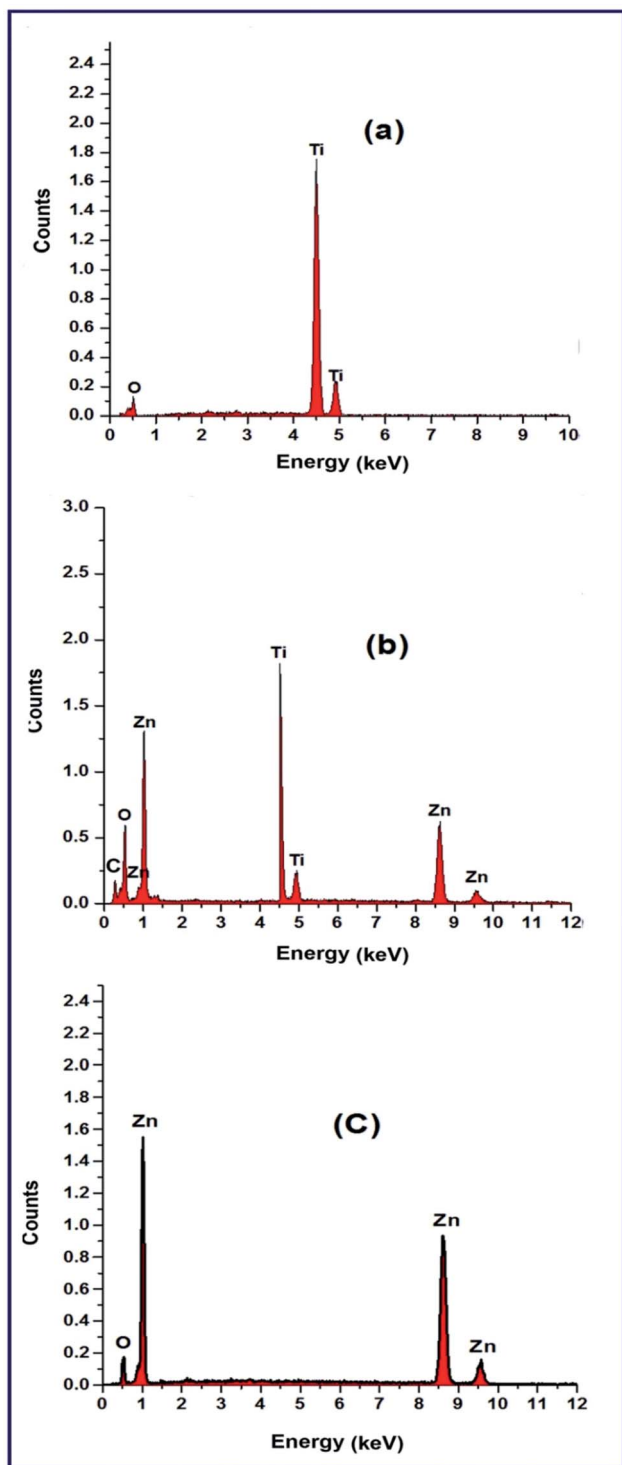 (a)
Counts
2.4
2.2
2.0
1.8
1.6
1.4
1.2
1.0
0.8
0.6
0.4
0.2
0.0
Ti
Ti
O
0 1 2 3 4 5 6 7 8 9 10
Energy (keV)
(b)
Counts
3.0
2.5
2.0
1.5
1.0
0.5
0.0
Ti
Zn
O
Zn
C
Zn
Ti
Zn
0 1 2 3 4 5 6 7 8 9 10 11 12
Energy (keV)
(C)
Counts
2.4
2.2
2.0
1.8
1.6
1.4
1.2
1.0
0.8
0.6
0.4
0.2
0.0
Zn
Zn
O
Zn
0 1 2 3 4 5 6 7 8 9 10 11 12
Energy (keV)